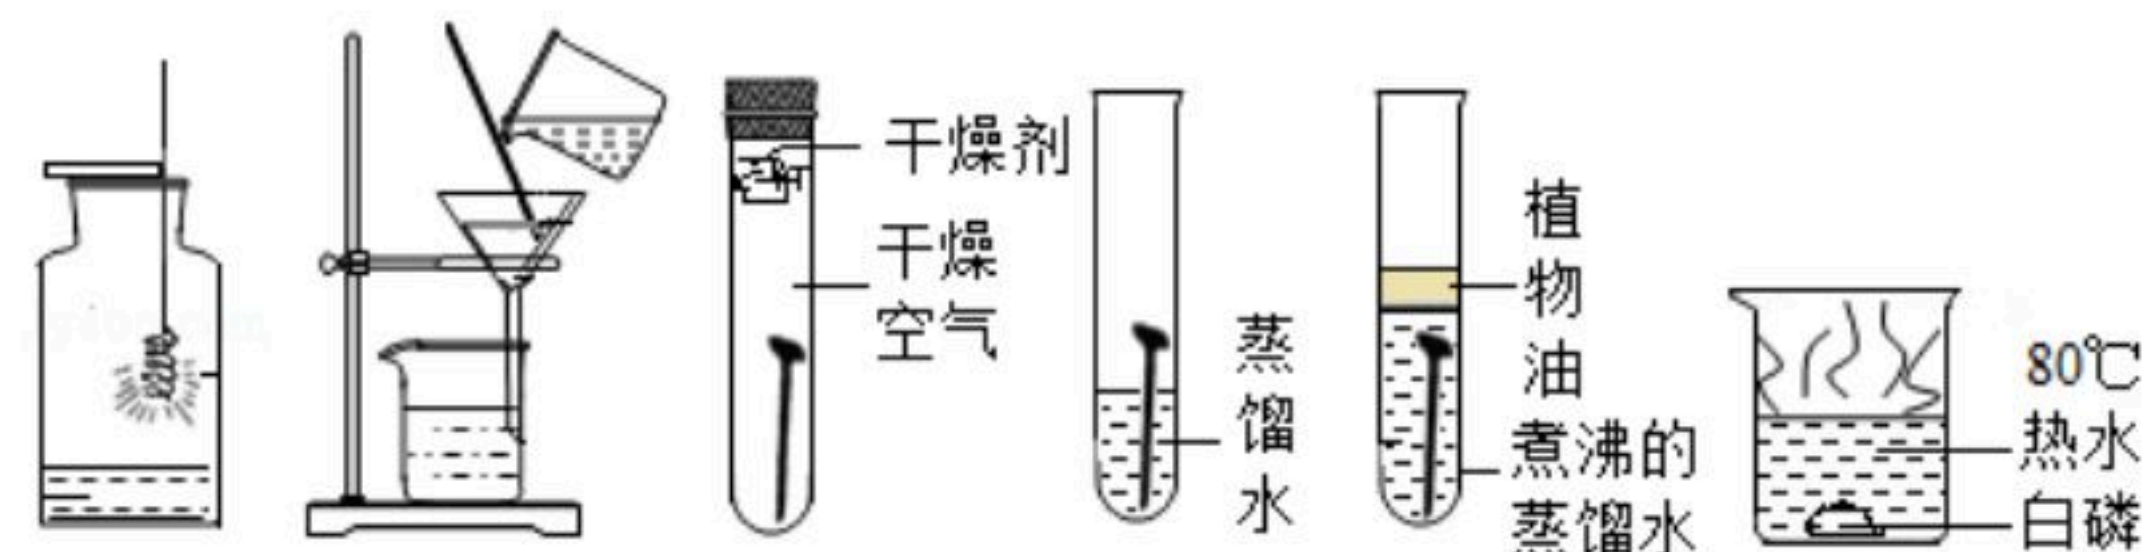 干燥剂
干燥
空气
蒸
馏
水
植
物
油
煮沸的
蒸馏水
80℃
热水
白磷